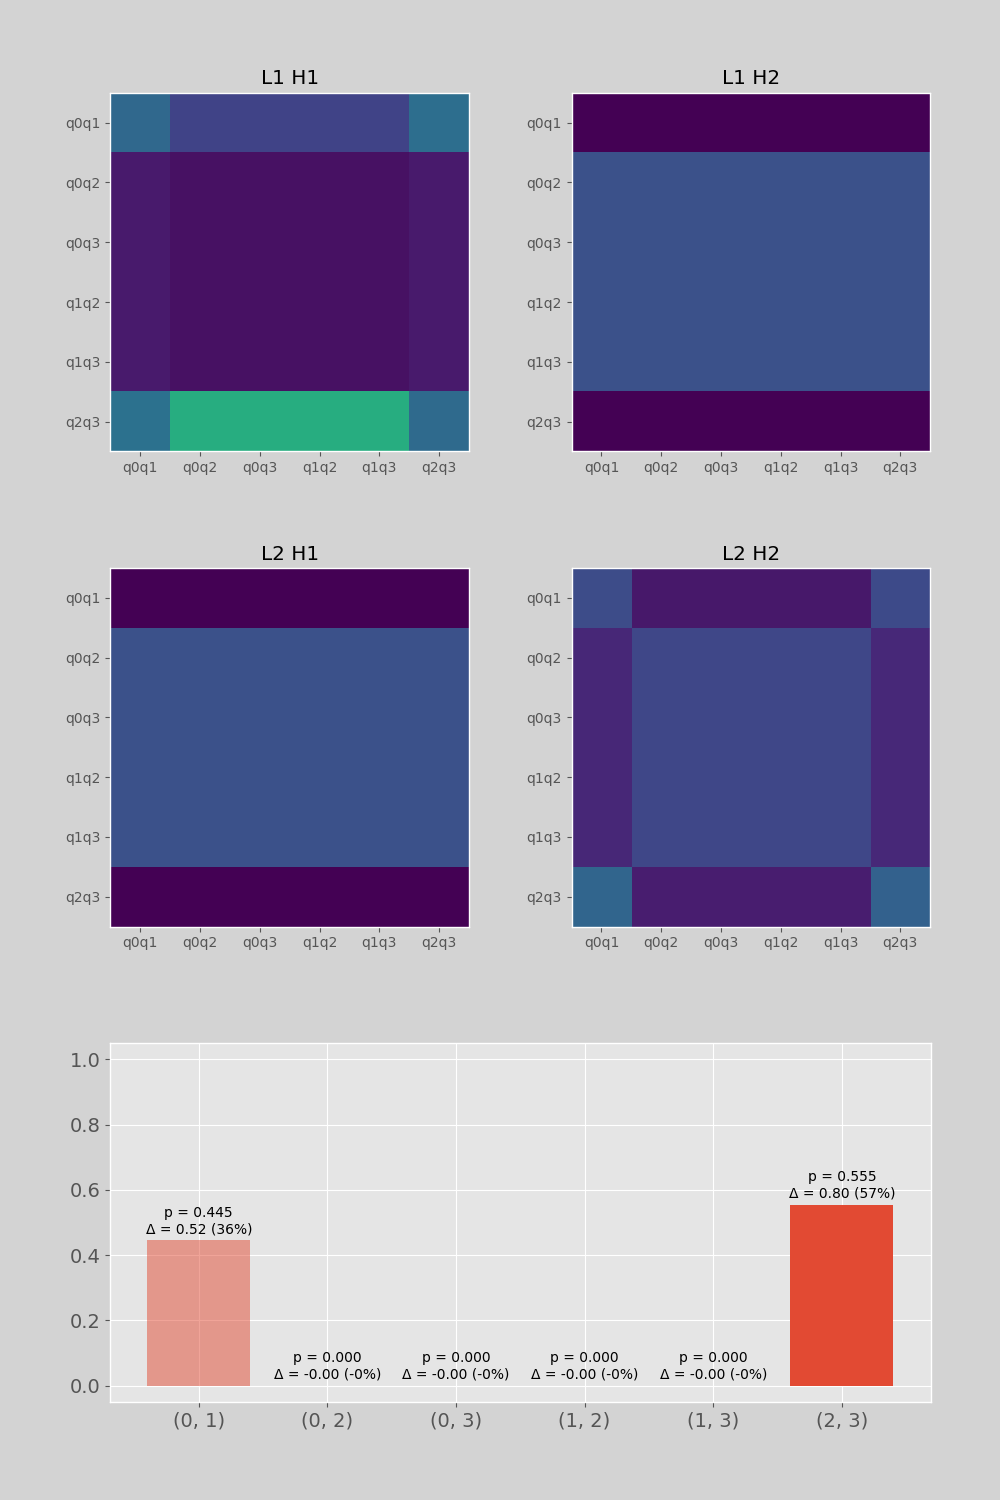 L1 H1
q0q1
q0q2
q0q3
q1q2
q1q3
q2q3
q0q1 q0q2 q0q3 q1q2 q1q3 q2q3
L1 H2
q0q1
q0q2
q0q3
q1q2
q1q3
q2q3
q0q1 q0q2 q0q3 q1q2 q1q3 q2q3
L2 H1
q0q1
q0q2
q0q3
q1q2
q1q3
q2q3
q0q1 q0q2 q0q3 q1q2 q1q3 q2q3
L2 H2
q0q1
q0q2
q0q3
q1q2
q1q3
q2q3
q0q1 q0q2 q0q3 q1q2 q1q3 q2q3
1.0
0.8
0.6
0.4
0.2
0.0
p = 0.445
Δ = 0.52 (36%)
p = 0.000
Δ = -0.00 (-0%)
p = 0.000
Δ = -0.00 (-0%)
p = 0.000
Δ = -0.00 (-0%)
p = 0.000
Δ = -0.00 (-0%)
p = 0.555
Δ = 0.80 (57%)
(0, 1) (0, 2) (0, 3) (1, 2) (1, 3) (2, 3)